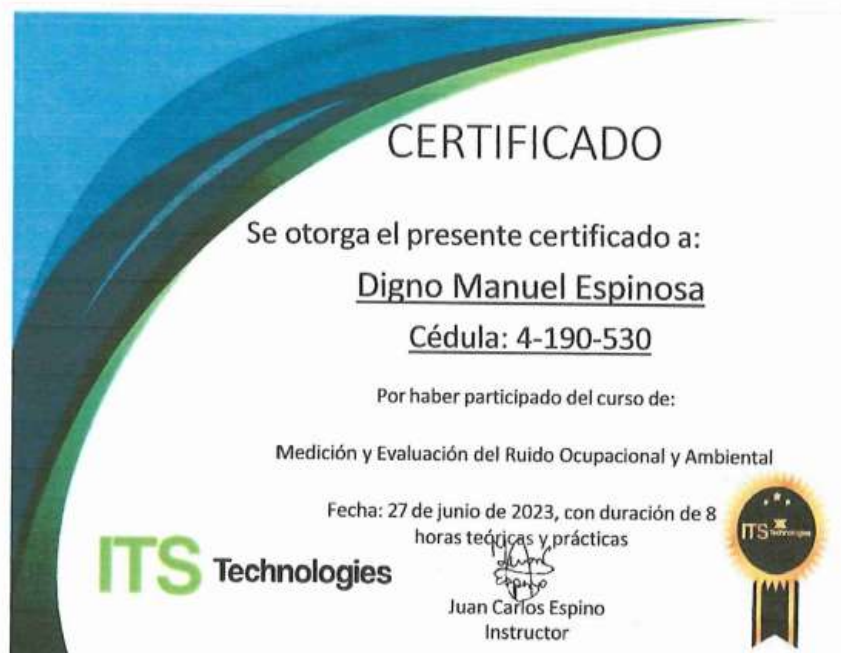 CERTIFICADO
Se otorga el presente certificado a:
Digno Manuel Espinosa
Cédula: 4-190-530
Por haber participado del curso de:
Medición y Evaluación del Ruido Ocupacional y Ambiental
Fecha: 27 de junio de 2023, con duración de 8
horas teóricas y prácticas
ITS Technologies
Juan Carlos Espino
Instructor
ITS Technologies